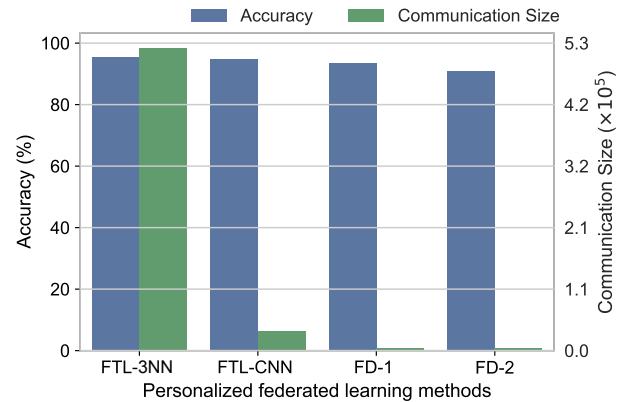 Accuracy Communication Size
100 5.3
80 4.2
60 3.2
40 2.1
20 1.1
0 0.0
Accuracy (%)
Communication Size (×10⁵)
FTL-3NN FTL-CNN FD-1 FD-2
Personalized federated learning methods